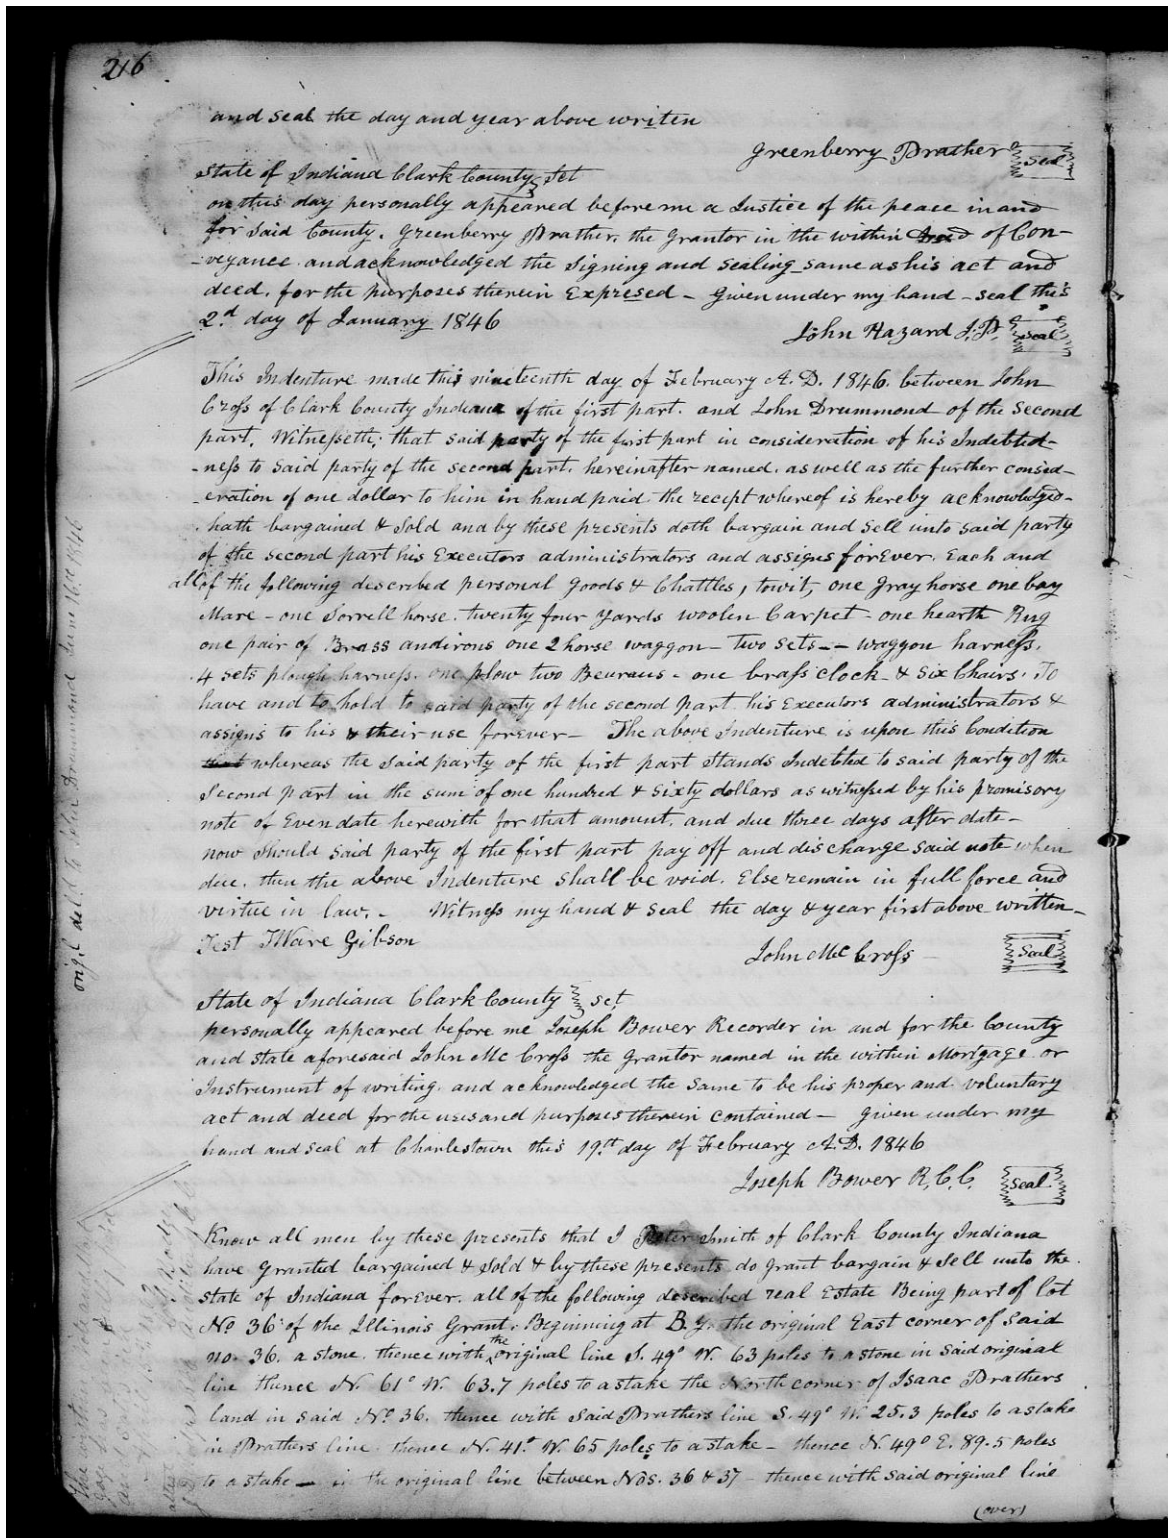 216
and seal the day and year above writen
Greenberry Prather Seal
State of Indiana Clark County Set
on this day personally appeared before me a Justice of the peace in and
for said County. Greenberry Prather. the Grantor in the within Deed of Con-
-veyance. and acknowledged the Signing and Sealing same as his act and
deed. for the purposes therein Expresed - Given under my hand - seal this
2.d day of January 1846
John Hazard J.P. Seal
This Indenture made this nineteenth day of February A.D. 1846. between John
Cross of Clark County Indiana of the first part. and John Drummond of the Second
part. Witnesseth; that said party of the first part in consideration of his Indebted-
-ness to said party of the second part. hereinafter named. as well as the further consed-
-eration of one dollar to him in hand paid the recipt whereof is hereby acknowledged-
hath bargained & Sold and by these presents doth bargain and sell unto said party
of the second part his Executors administrators and assigns forEver. Each and
all of the following described personal goods & Chattles, towit, one gray horse one bay
Mare - one Sorrell horse. twenty four yards woolen Carpet - one hearth Rug
one pair of Brass andirons one 2 horse waggon - two sets -- waggon harness.
4 sets plough harness. one plow two Beuraus - one brass clock - & Six Chairs. To
have and to hold to said party of the second part. his Executors administrators &
assigns to his & their use forEver - The above Indenture is upon this Condition
that whereas the Said party of the first part Stands Indebted to said party of the
Second part in the sum of one hundred & Sixty dollars as witnessed by his promisory
note of Even date herewith for that amount. and due three days after date -
now should said party of the first part pay off and discharge said note when
due. then the above Indenture shall be void. Else remain in full force and
virtue in law. - Witness my hand & Seal the day & year first above written -
Test T Ware Gibson
John Mc Cross Seal
State of Indiana Clark County Set
personally appeared before me Joseph Bower Recorder in and for the County
and State aforesaid John Mc Cross the Grantor named in the within Mortgage or
Instrument of writing. and acknowledged the same to be his proper and voluntary
act and deed for the uses and purposes therein contained - Given under my
hand and seal at Charlestown this 19.th day of February A.D. 1846
Joseph Bower R.C.C. Seal
Know all men by these presents that I Peter Smith of Clark County Indiana
have Granted bargained & Sold & by these presents do grant bargain & Sell unto the
state of Indiana forEver. all of the following described real Estate Being part of lot
No. 36 of the Illinois Grant. Beginning at B.Y. the original East corner of Said
no. 36. a stone. thence with the original line S. 49° W. 63 poles to a stone in said original
line thence N. 61° W. 63.7 poles to a stake the North corner of Isaac Prathers
land in said No. 36. thence with Said Prathers line S. 49° W. 25.3 poles to a stake
in Prathers line. thence N. 41° W. 65 poles to a stake - thence N. 49° E. 89.5 poles
to a stake - in the original line between Nos. 36 & 37 - thence with said original line
(over)
orig.l del.d to John Drummond June 1846